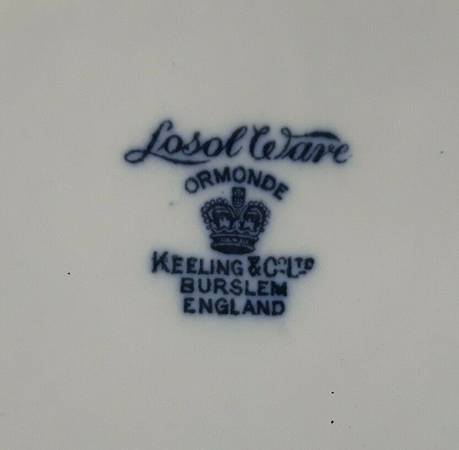 Losol Ware
ORMONDE
KEELING & CO. LTD
BURSLEM
ENGLAND